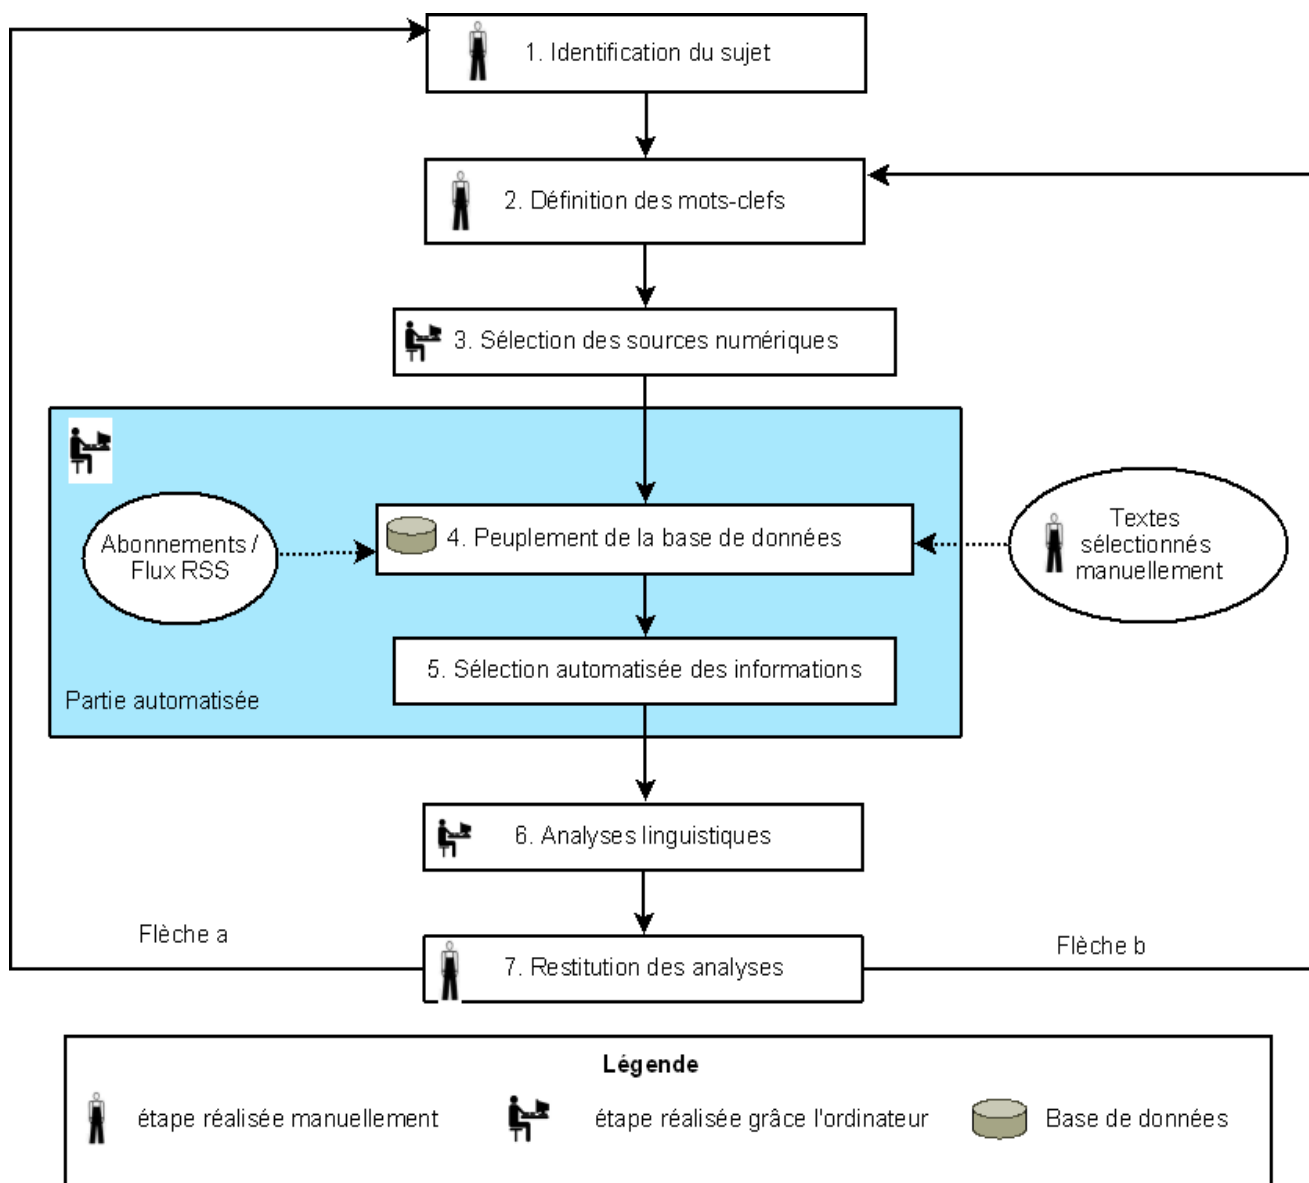 1. Identification du sujet
2. Définition des mots-clefs
3. Sélection des sources numériques
Abonnements /
Flux RSS
4. Peuplement de la base de données
Textes
sélectionnés
manuellement
5. Sélection automatisée des informations
Partie automatisée
6. Analyses linguistiques
Flèche a
7. Restitution des analyses
Flèche b
Légende
étape réalisée manuellement
étape réalisée grâce l'ordinateur
Base de données